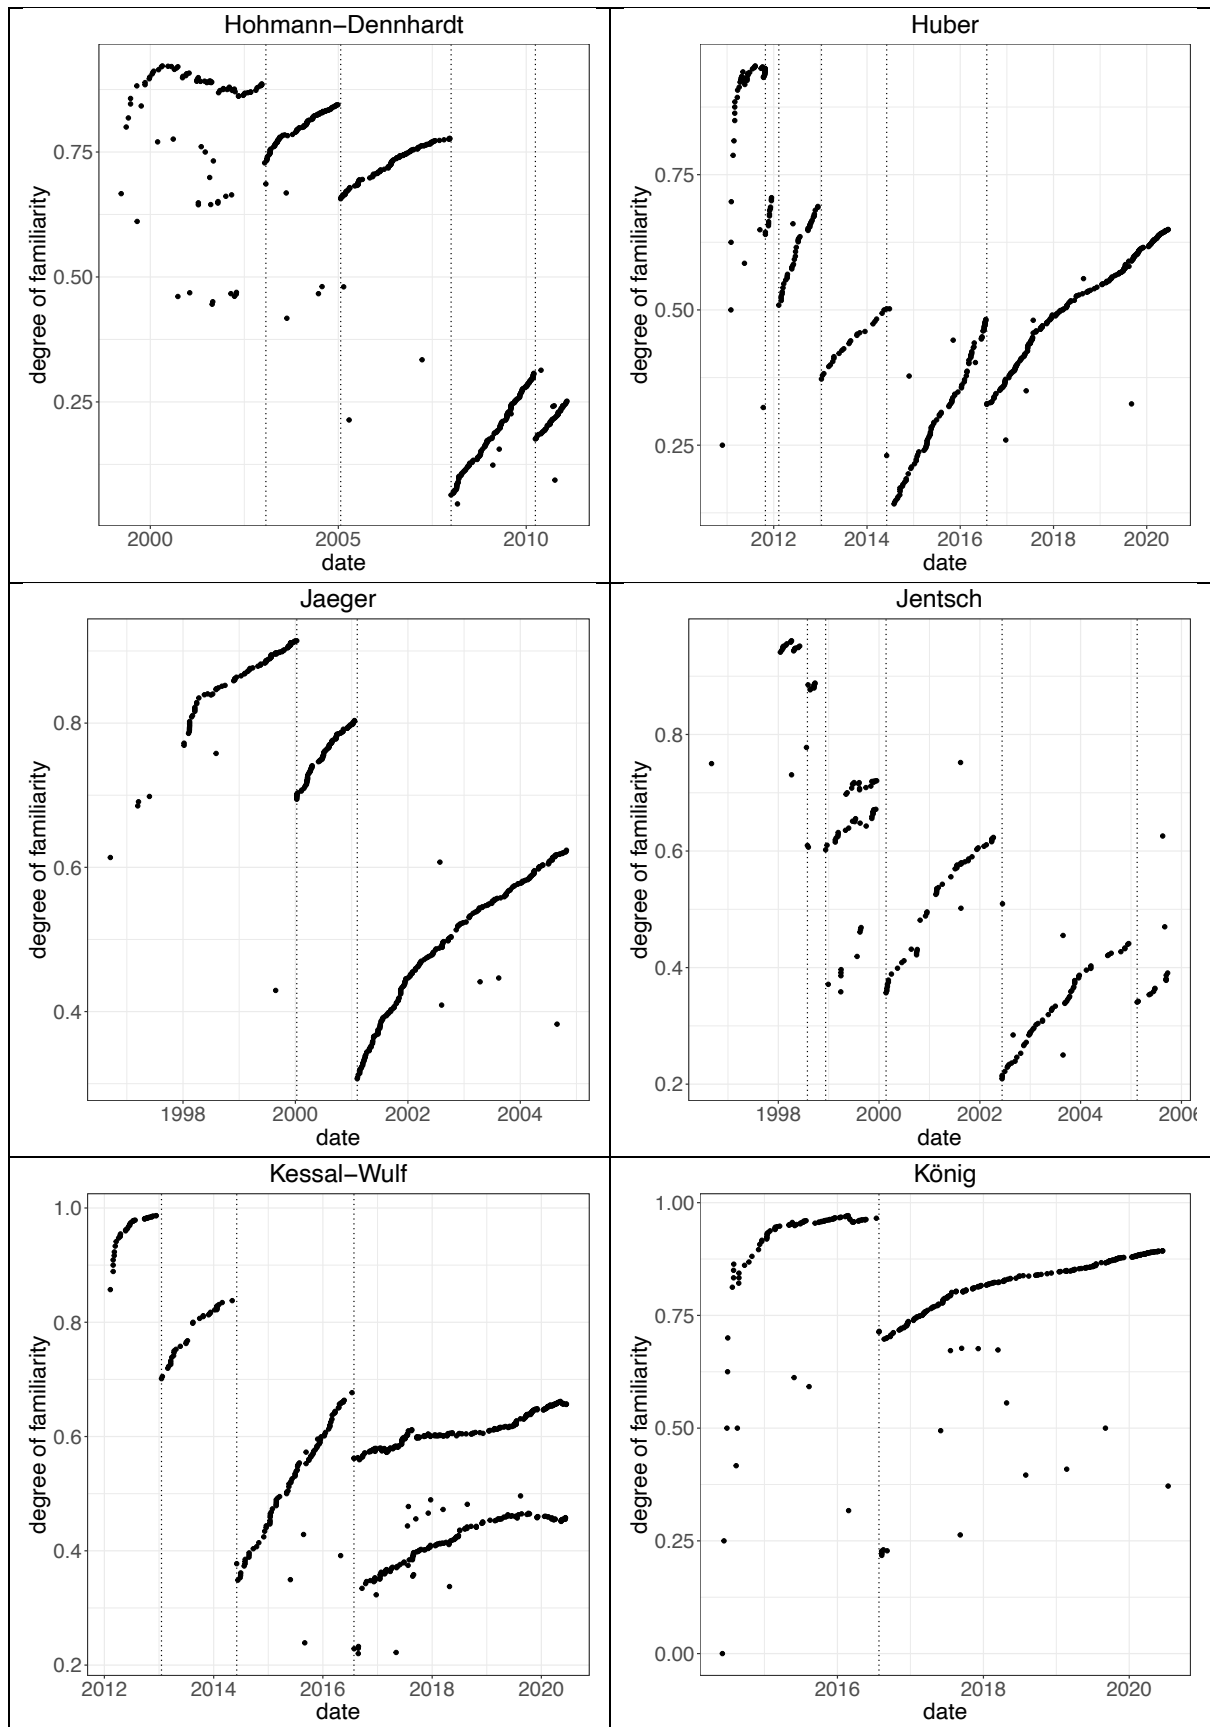 Hohmann−Dennhardt
degree of familiarity
0.75
0.50
0.25
2000 2005 2010
date
Huber
degree of familiarity
0.75
0.50
0.25
2012 2014 2016 2018 2020
date
Jaeger
degree of familiarity
0.8
0.6
0.4
1998 2000 2002 2004
date
Jentsch
degree of familiarity
0.8
0.6
0.4
0.2
1998 2000 2002 2004 2006
date
Kessal−Wulf
degree of familiarity
1.0
0.8
0.6
0.4
0.2
2012 2014 2016 2018 2020
date
König
degree of familiarity
1.00
0.75
0.50
0.25
0.00
2016 2018 2020
date